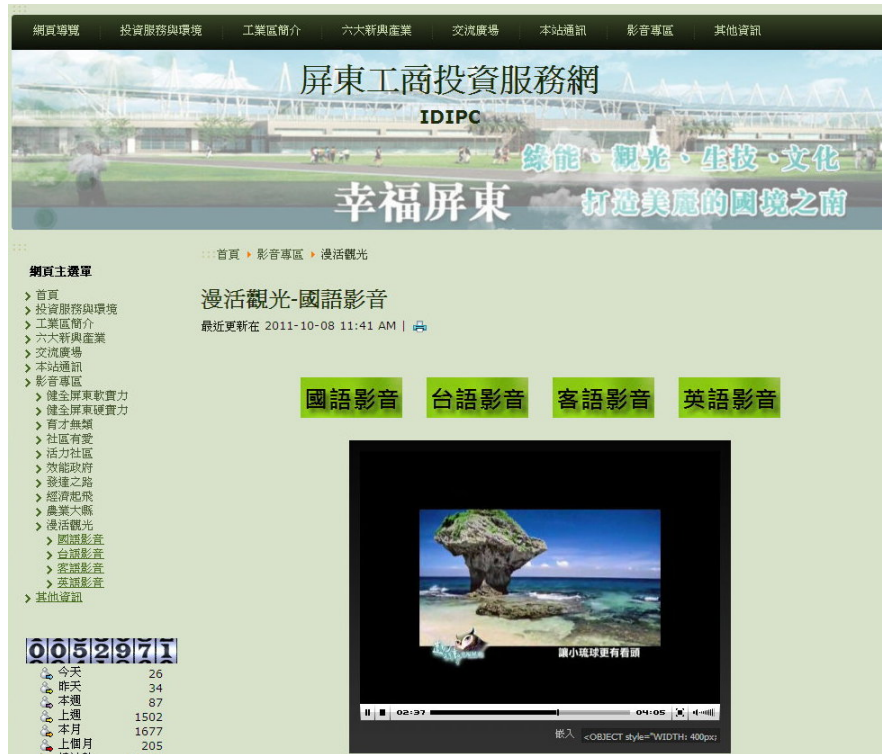 網頁導覽
投資服務與環境
工業區簡介
六大新興產業
交流廣場
本站通訊
影音專區
其他資訊
屏東工商投資服務網
IDIPC
綠能、觀光、生技、文化
幸福屏東
打造美麗的國境之南
首頁 影音專區 漫活觀光
網頁主選單
漫活觀光-國語影音
最近更新在 2011-10-08 11:41 AM |
首頁
投資服務與環境
工業區簡介
六大新興產業
交流廣場
本站通訊
影音專區
健全屏東軟實力
健全屏東硬實力
育才無類
社區有愛
活力社區
效能政府
發達之路
經濟起飛
農業大縣
漫活觀光
國語影音
台語影音
客語影音
英語影音
其他資訊
國語影音
台語影音
客語影音
英語影音
讓小琉球更有看頭
02:37
04:05
嵌入 <OBJECT style="WIDTH: 400px;
0052971
今天 26
昨天 34
本週 87
上週 1502
本月 1677
上個月 205